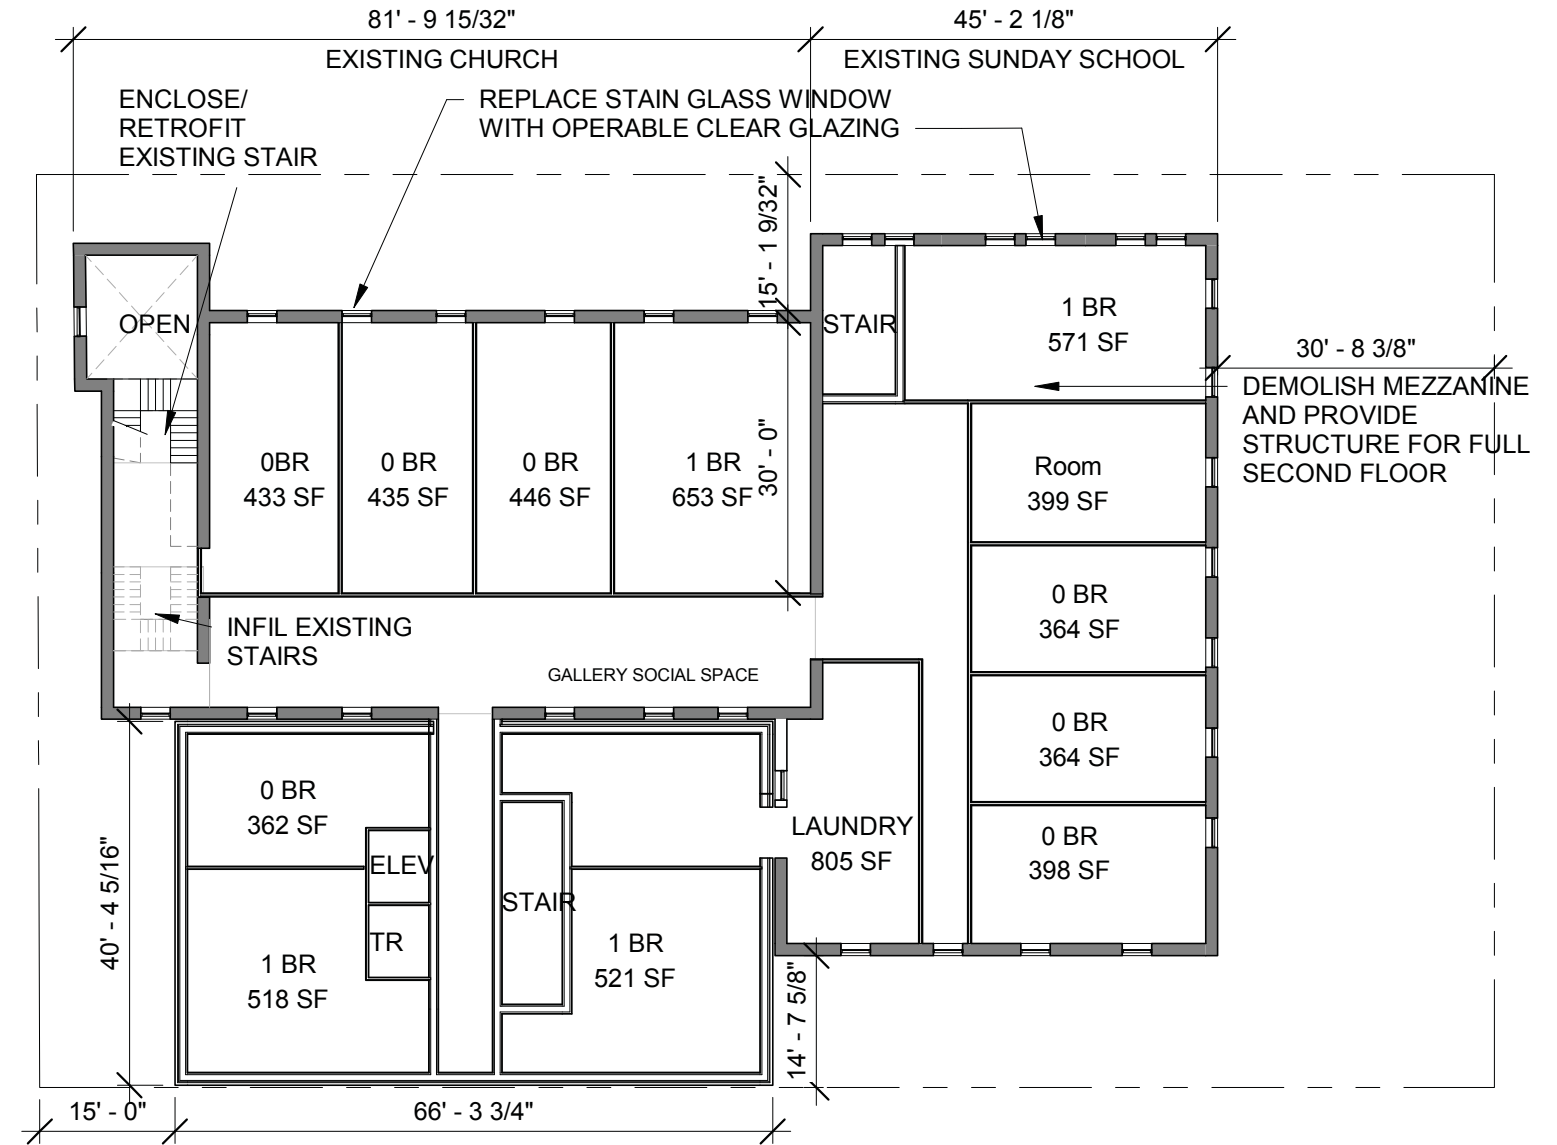 81' - 9 15/32"
45' - 2 1/8"
EXISTING CHURCH
EXISTING SUNDAY SCHOOL
ENCLOSE/
RETROFIT
EXISTING STAIR
REPLACE STAIN GLASS WINDOW
WITH OPERABLE CLEAR GLAZING
15' - 1 9/32"
OPEN
STAIR
1 BR
571 SF
30' - 8 3/8"
DEMOLISH MEZZANINE
AND PROVIDE
STRUCTURE FOR FULL
SECOND FLOOR
0BR
433 SF
0 BR
435 SF
0 BR
446 SF
1 BR
653 SF
30' - 0"
Room
399 SF
0 BR
364 SF
INFIL EXISTING
STAIRS
GALLERY SOCIAL SPACE
0 BR
364 SF
0 BR
362 SF
LAUNDRY
805 SF
0 BR
398 SF
ELEV
STAIR
TR
40' - 4 5/16"
1 BR
518 SF
1 BR
521 SF
14' - 7 5/8"
15' - 0"
66' - 3 3/4"